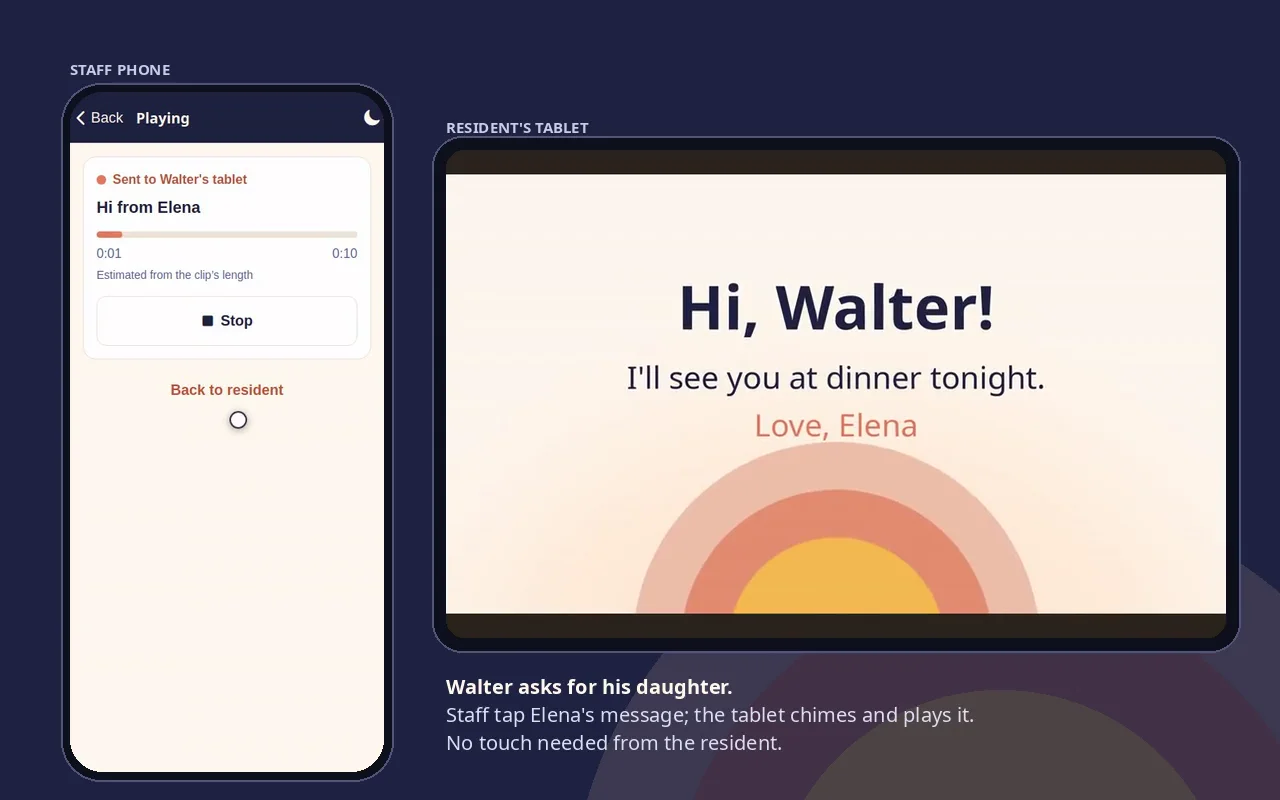 STAFF PHONE
Back Playing
Sent to Walter's tablet
Hi from Elena
0:01 0:10
Estimated from the clip's length
Stop
Back to resident
RESIDENT'S TABLET
Hi, Walter!
I'll see you at dinner tonight.
Love, Elena
Walter asks for his daughter.
Staff tap Elena's message; the tablet chimes and plays it.
No touch needed from the resident.